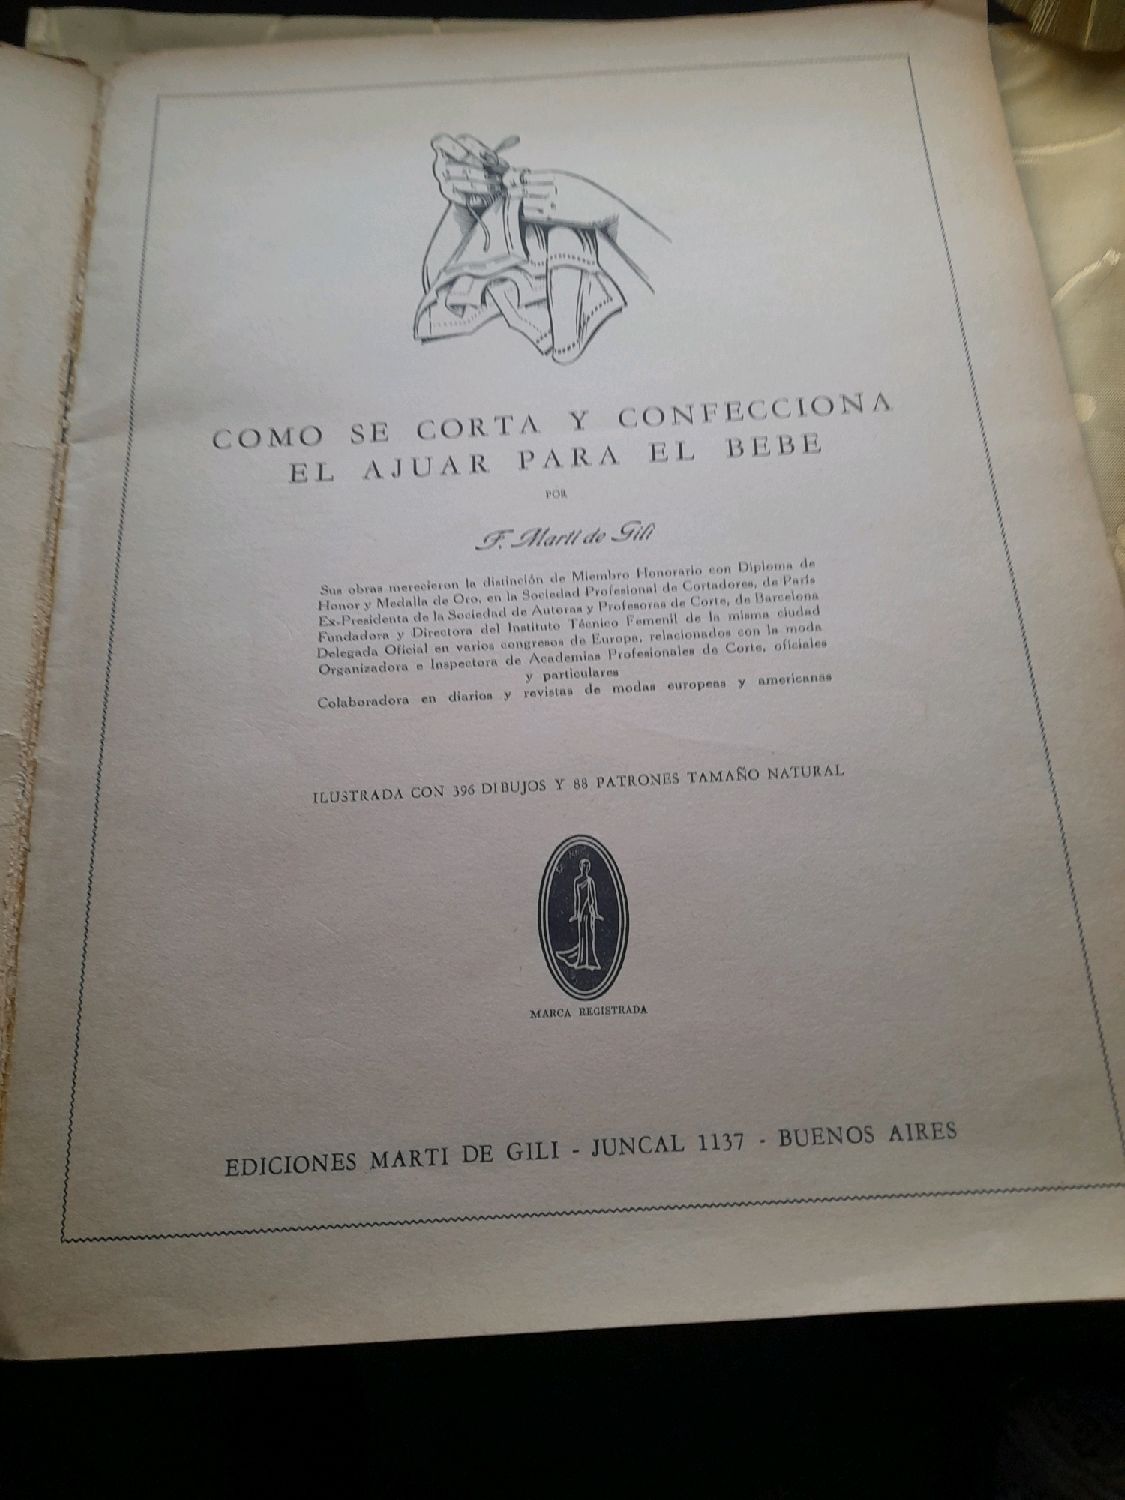 COMO SE CORTA Y CONFECCIONA
EL AJUAR PARA EL BEBE
POR
F. Martí de Gili
Sus obras merecieron la distinción de Miembro Honorario con Diploma de
Honor y Medalla de Oro, en la Sociedad Profesional de Cortadores, de París
Ex-Presidenta de la Sociedad de Autoras y Profesoras de Corte, de Barcelona
Fundadora y Directora del Instituto Técnico Femenil de la misma ciudad
Delegada Oficial en varios congresos de Europa, relacionados con la moda
Organizadora e Inspectora de Academias Profesionales de Corte, oficiales
y particulares
Colaboradora en diarios y revistas de modas europeas y americanas
ILUSTRADA CON 396 DIBUJOS Y 88 PATRONES TAMAÑO NATURAL
MARCA REGISTRADA
EDICIONES MARTI DE GILI - JUNCAL 1137 - BUENOS AIRES